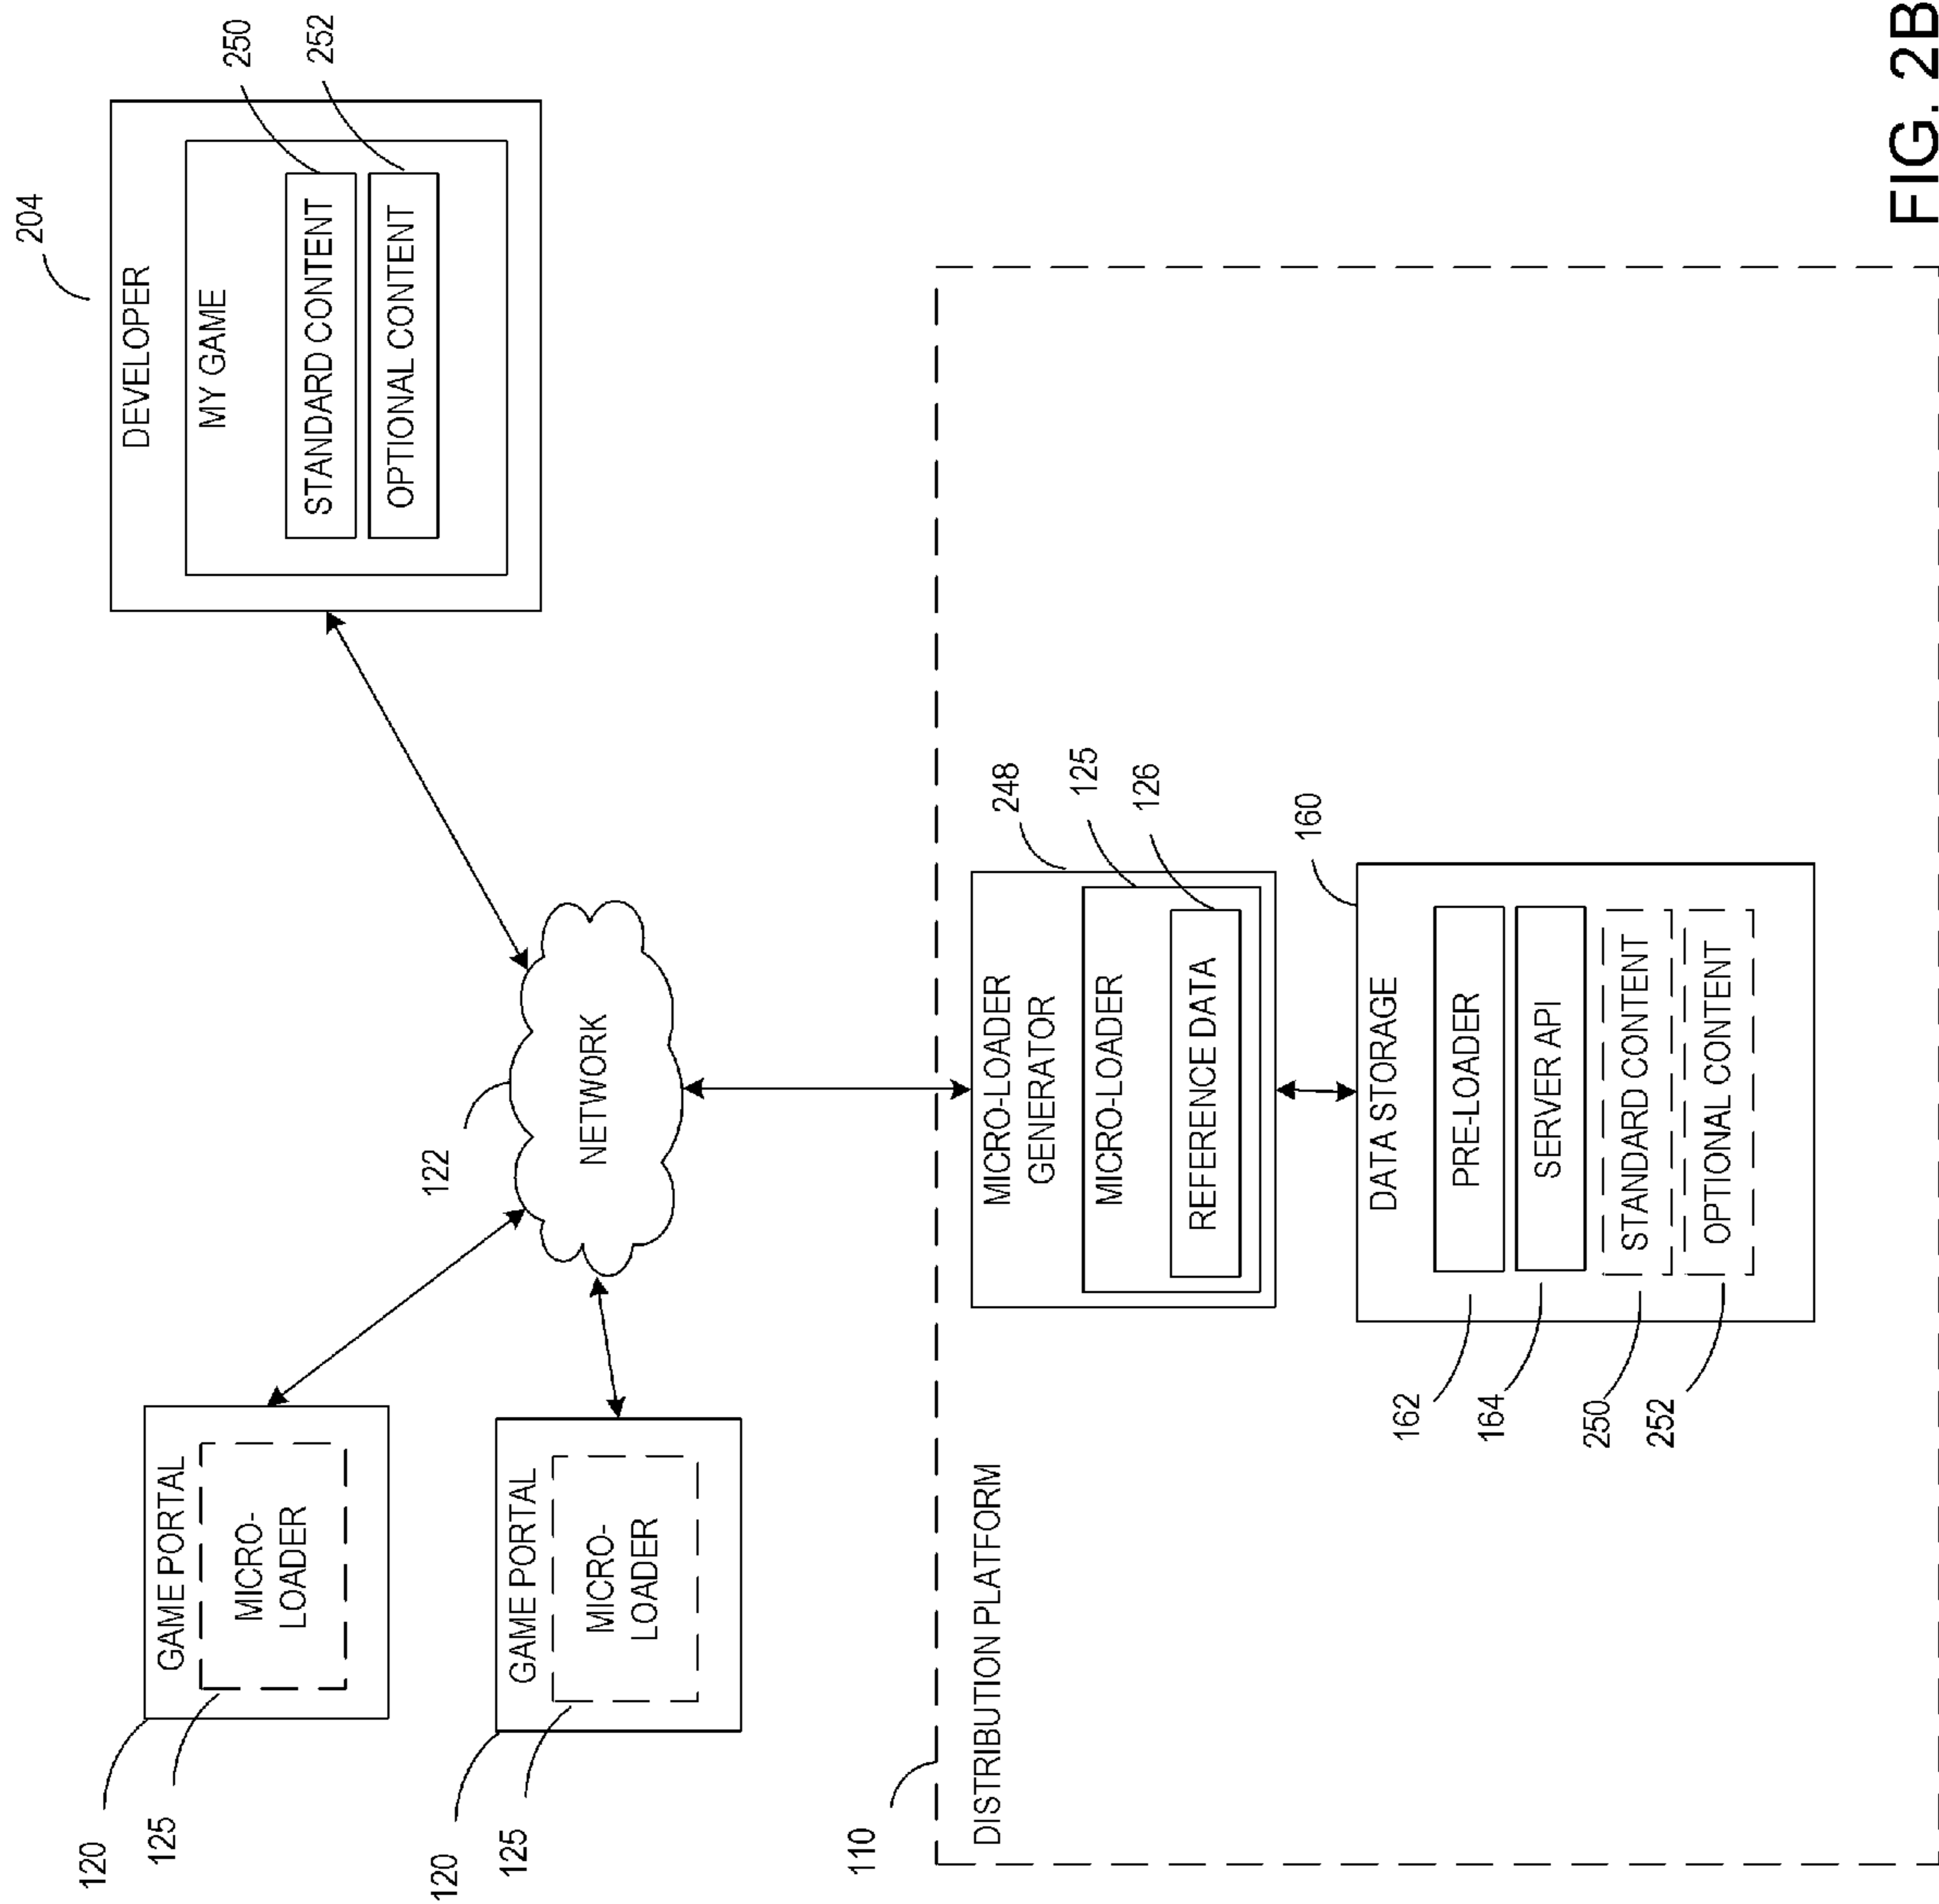 120
125
GAME PORTAL
MICRO-
LOADER
120
125
GAME PORTAL
MICRO-
LOADER
122
NETWORK
204
DEVELOPER
MY GAME
STANDARD CONTENT
OPTIONAL CONTENT
250
252
110
DISTRIBUTION PLATFORM
MICRO-LOADER
GENERATOR
MICRO-LOADER
REFERENCE DATA
248
125
126
160
DATA STORAGE
PRE-LOADER
SERVER API
STANDARD CONTENT
OPTIONAL CONTENT
162
164
250
252
FIG. 2B